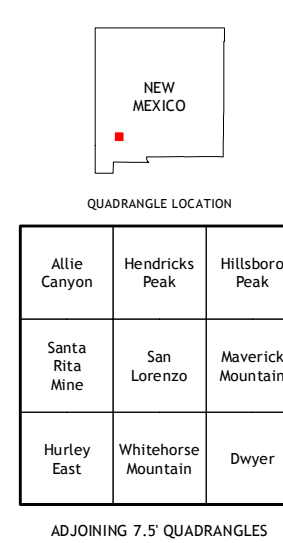 NEW
MEXICO
QUADRANGLE LOCATION
Allie
Canyon
Hendricks
Peak
Hillsboro
Peak
Santa
Rita
Mine
San
Lorenzo
Maverick
Mountain
Hurley
East
Whitehorse
Mountain
Dwyer
ADJOINING 7.5' QUADRANGLES